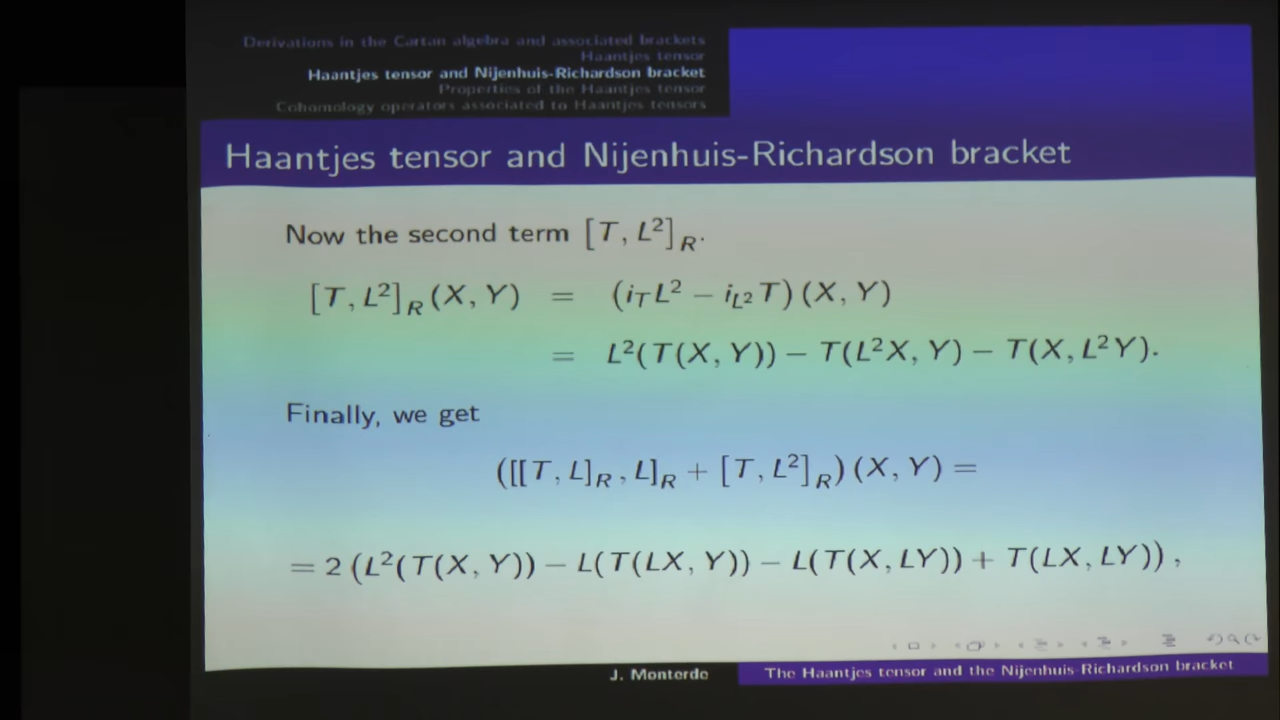 Derivations in the Cartan algebra and associated brackets
Haantjes tensor
Haantjes tensor and Nijenhuis-Richardson bracket
Properties of the Haantjes tensor
Cohomology operators associated to Haantjes tensors
Haantjes tensor and Nijenhuis-Richardson bracket
Now the second term [T, L²]_R.
[T, L²]_R (X, Y) = (i_T L² − i_{L²} T) (X, Y)
= L²(T(X, Y)) − T(L²X, Y) − T(X, L²Y).
Finally, we get
([[T, L]_R, L]_R + [T, L²]_R) (X, Y) =
= 2 (L²(T(X, Y)) − L(T(LX, Y)) − L(T(X, LY)) + T(LX, LY)) ,
J. Monterde
The Haantjes tensor and the Nijenhuis-Richardson bracket